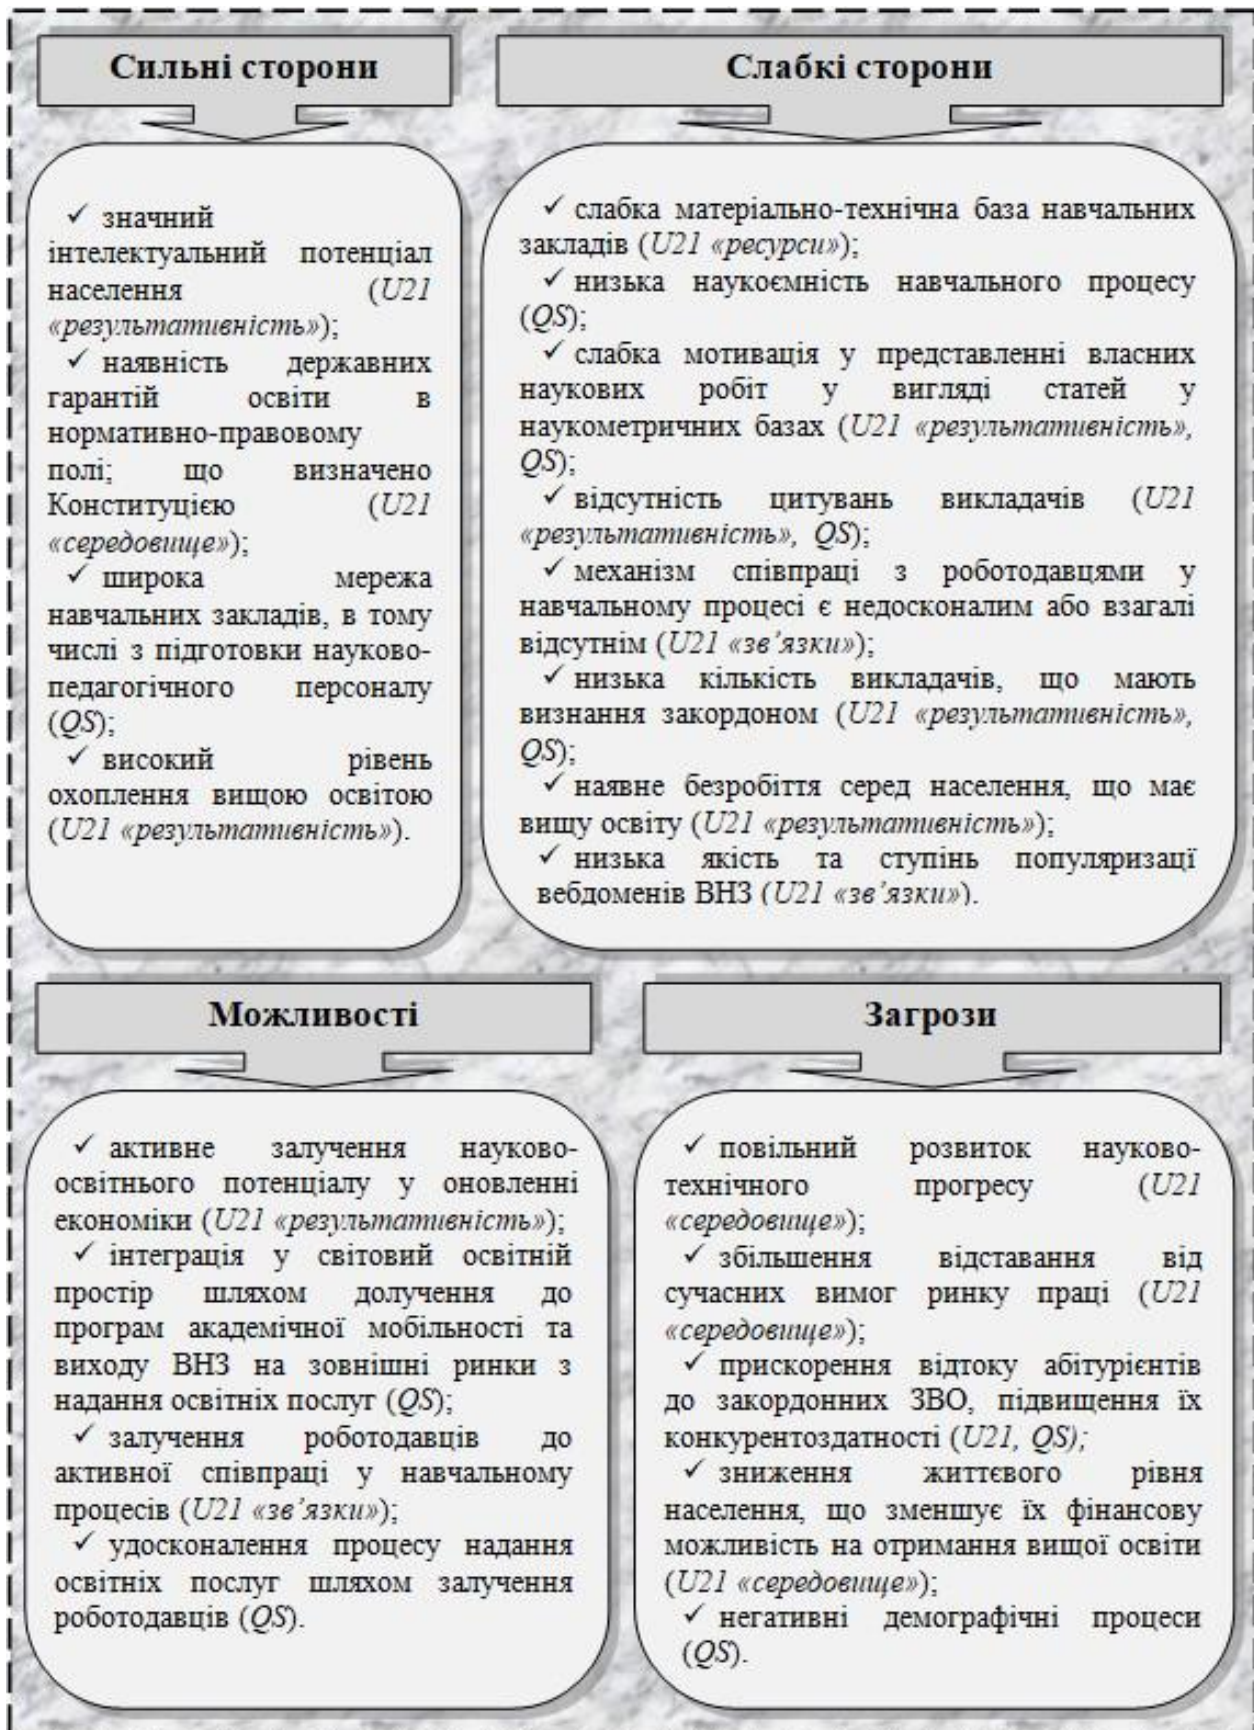 Сильні сторони
значний
інтелектуальний потенціал
населення (U21
«результативність»);
наявність державних
гарантій освіти в
нормативно-правовому
полі; що визначено
Конституцією (U21
«середовище»);
широка мережа
навчальних закладів, в тому
числі з підготовки науково-
педагогічного персоналу
(QS);
високий рівень
охоплення вищою освітою
(U21 «результативність»).
Слабкі сторони
слабка матеріально-технічна база навчальних
закладів (U21 «ресурси»);
низька наукоємність навчального процесу
(QS);
слабка мотивація у представленні власних
наукових робіт у вигляді статей у
наукометричних базах (U21 «результативність»,
QS);
відсутність цитувань викладачів (U21
«результативність», QS);
механізм співпраці з роботодавцями у
навчальному процесі є недосконалим або взагалі
відсутнім (U21 «зв’язки»);
низька кількість викладачів, що мають
визнання закордоном (U21 «результативність»,
QS);
наявне безробіття серед населення, що має
вищу освіту (U21 «результативність»);
низька якість та ступінь популяризації
вебдоменів ВНЗ (U21 «зв’язки»).
Можливості
активне залучення науково-
освітнього потенціалу у оновленні
економіки (U21 «результативність»);
інтеграція у світовий освітній
простір шляхом долучення до
програм академічної мобільності та
виходу ВНЗ на зовнішні ринки з
надання освітніх послуг (QS);
залучення роботодавців до
активної співпраці у навчальному
процесів (U21 «зв’язки»);
удосконалення процесу надання
освітніх послуг шляхом залучення
роботодавців (QS).
Загрози
повільний розвиток науково-
технічного прогресу (U21
«середовище»);
збільшення відставання від
сучасних вимог ринку праці (U21
«середовище»);
прискорення відтоку абітурієнтів
до закордонних ЗВО, підвищення їх
конкурентоздатності (U21, QS);
зниження життєвого рівня
населення, що зменшує їх фінансову
можливість на отримання вищої освіти
(U21 «середовище»);
негативні демографічні процеси
(QS).